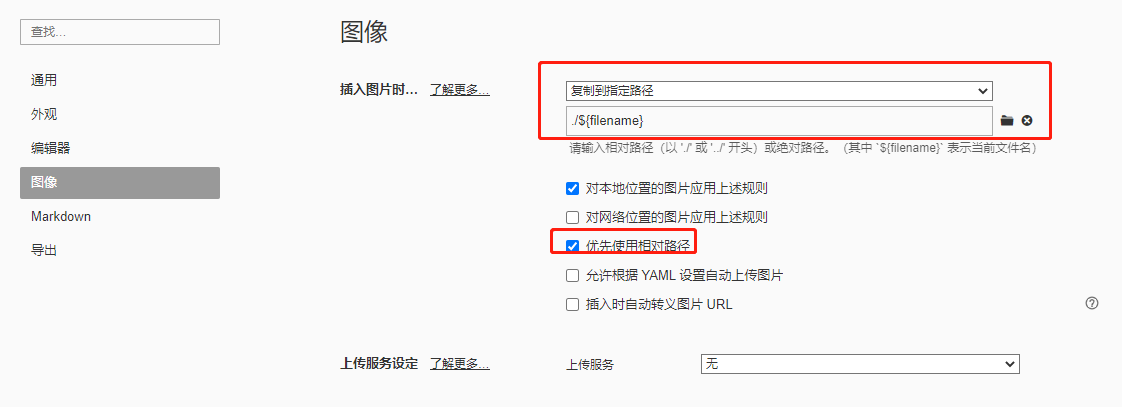 查找...
通用
外观
编辑器
图像
Markdown
导出
图像
插入图片时... 了解更多...
复制到指定路径
./${filename}
请输入相对路径（以 './' 或 '../' 开头）或绝对路径。（其中 `${filename}` 表示当前文件名）
对本地位置的图片应用上述规则
对网络位置的图片应用上述规则
优先使用相对路径
允许根据 YAML 设置自动上传图片
插入时自动转义图片 URL
上传服务设定 了解更多... 上传服务 无